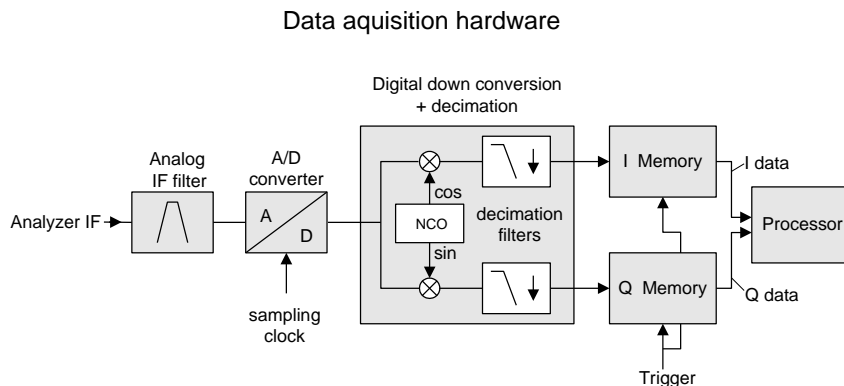 Data aquisition hardware
Digital down conversion
+ decimation
Analog
IF filter
A/D
converter
I Memory
I data
cos
Analyzer IF
A
D
NCO
decimation
filters
Processor
sin
Q Memory
Q data
sampling
clock
Trigger